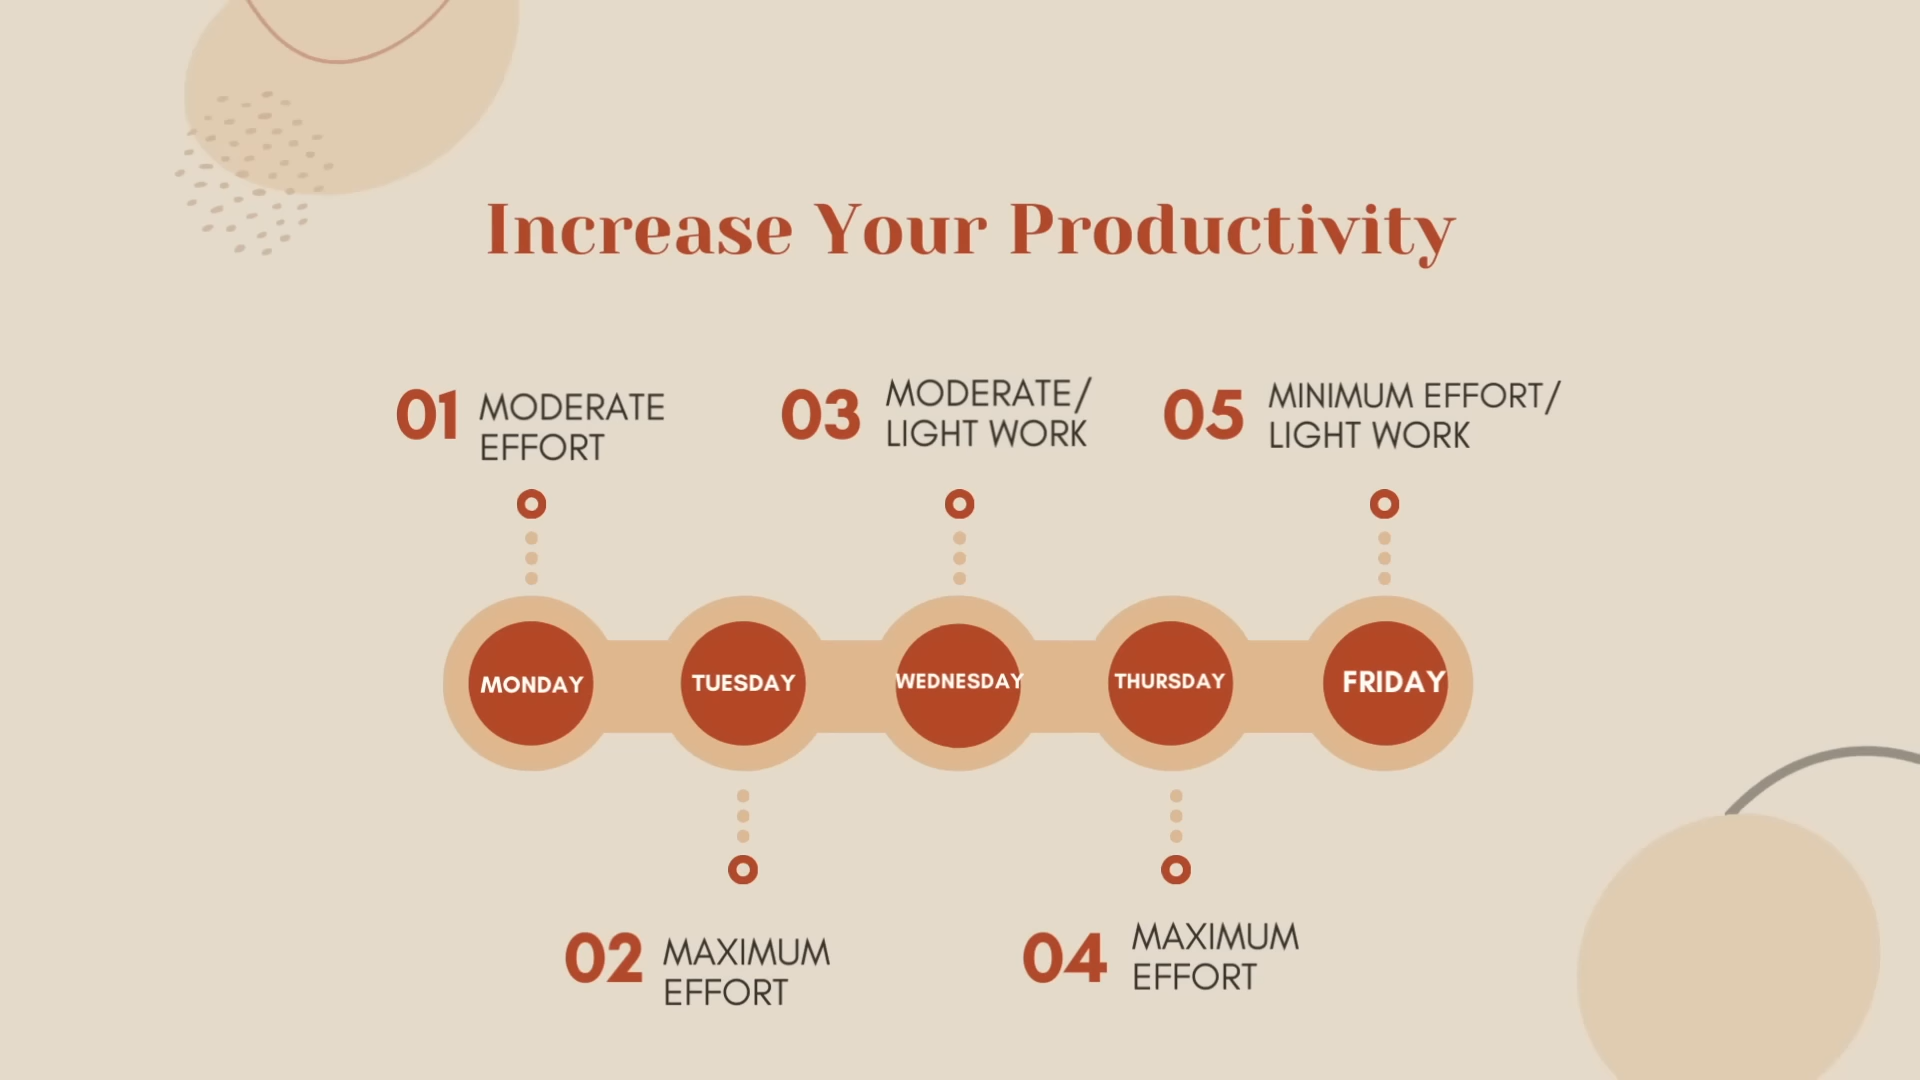 Increase Your Productivity
01 MODERATE
EFFORT
03 MODERATE/
LIGHT WORK
05 MINIMUM EFFORT/
LIGHT WORK
MONDAY
TUESDAY
WEDNESDAY
THURSDAY
FRIDAY
02 MAXIMUM
EFFORT
04 MAXIMUM
EFFORT